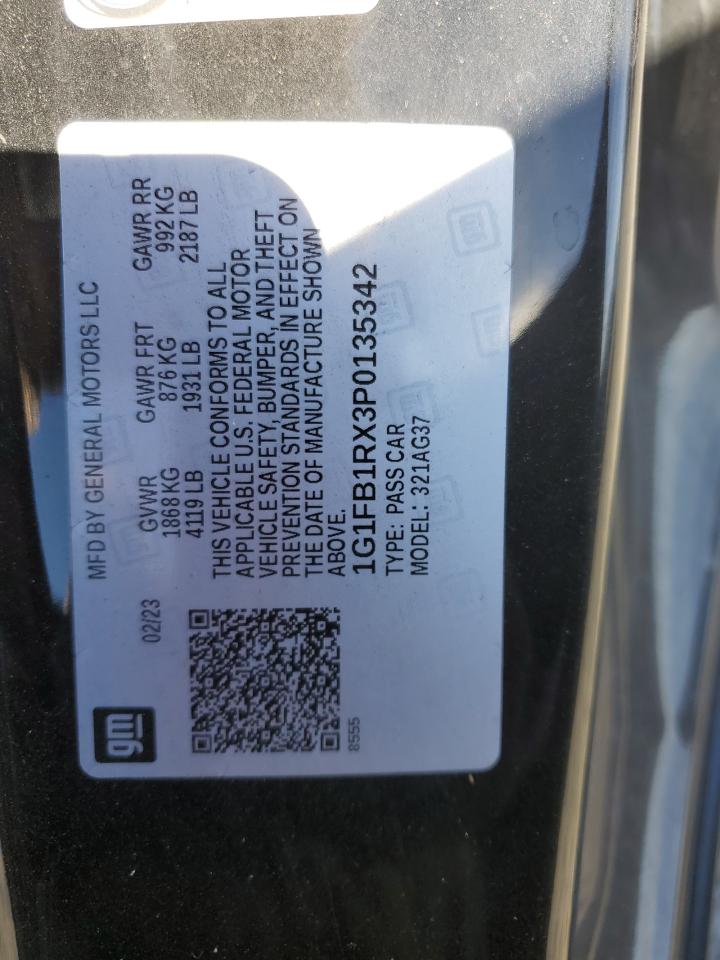 gm
02/23
MFD BY GENERAL MOTORS LLC
GVWR GAWR FRT GAWR RR
1868 KG 876 KG 992 KG
4119 LB 1931 LB 2187 LB
THIS VEHICLE CONFORMS TO ALL
APPLICABLE U.S. FEDERAL MOTOR
VEHICLE SAFETY, BUMPER, AND THEFT
PREVENTION STANDARDS IN EFFECT ON
THE DATE OF MANUFACTURE SHOWN
ABOVE.
1G1FB1RX3P0135342
TYPE: PASS CAR
MODEL: 321AG37
8555